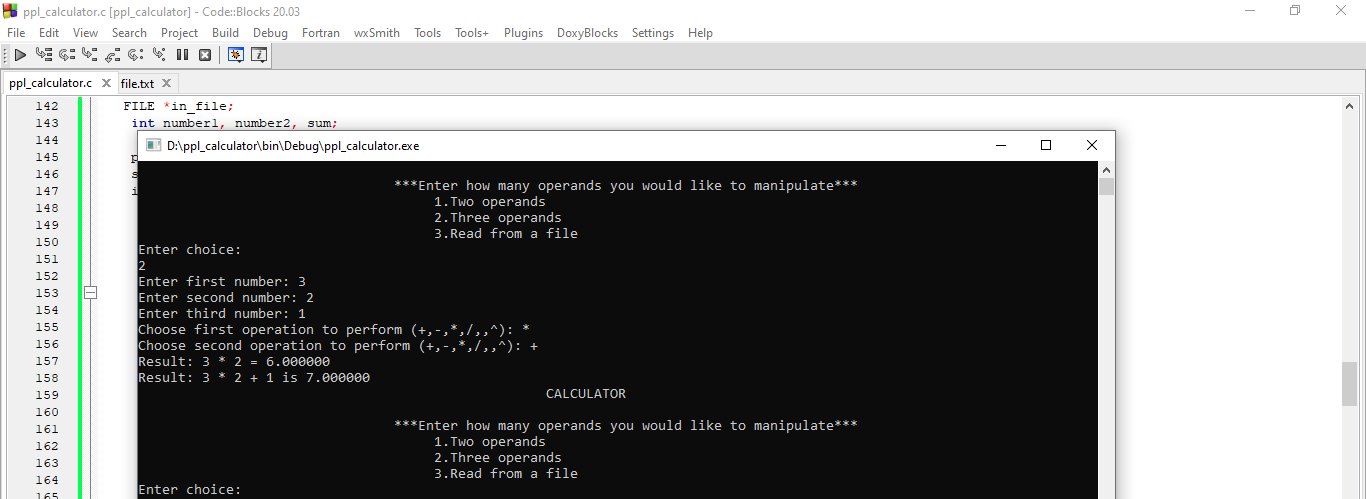 ppl_calculator.c [ppl_calculator] - Code::Blocks 20.03
File Edit View Search Project Build Debug Fortran wxSmith Tools Tools+ Plugins DoxyBlocks Settings Help
ppl_calculator.c X file.txt X
142 FILE *in_file;
143 int number1, number2, sum;
144
145 p
146 s
147 i
148
149
150
151
152
153
154
155
156
157
158
159
160
161
162
163
164
165
D:\ppl_calculator\bin\Debug\ppl_calculator.exe
***Enter how many operands you would like to manipulate***
1.Two operands
2.Three operands
3.Read from a file
Enter choice:
2
Enter first number: 3
Enter second number: 2
Enter third number: 1
Choose first operation to perform (+,-,*,/,,^): *
Choose second operation to perform (+,-,*,/,,^): +
Result: 3 * 2 = 6.000000
Result: 3 * 2 + 1 is 7.000000
CALCULATOR
***Enter how many operands you would like to manipulate***
1.Two operands
2.Three operands
3.Read from a file
Enter choice: